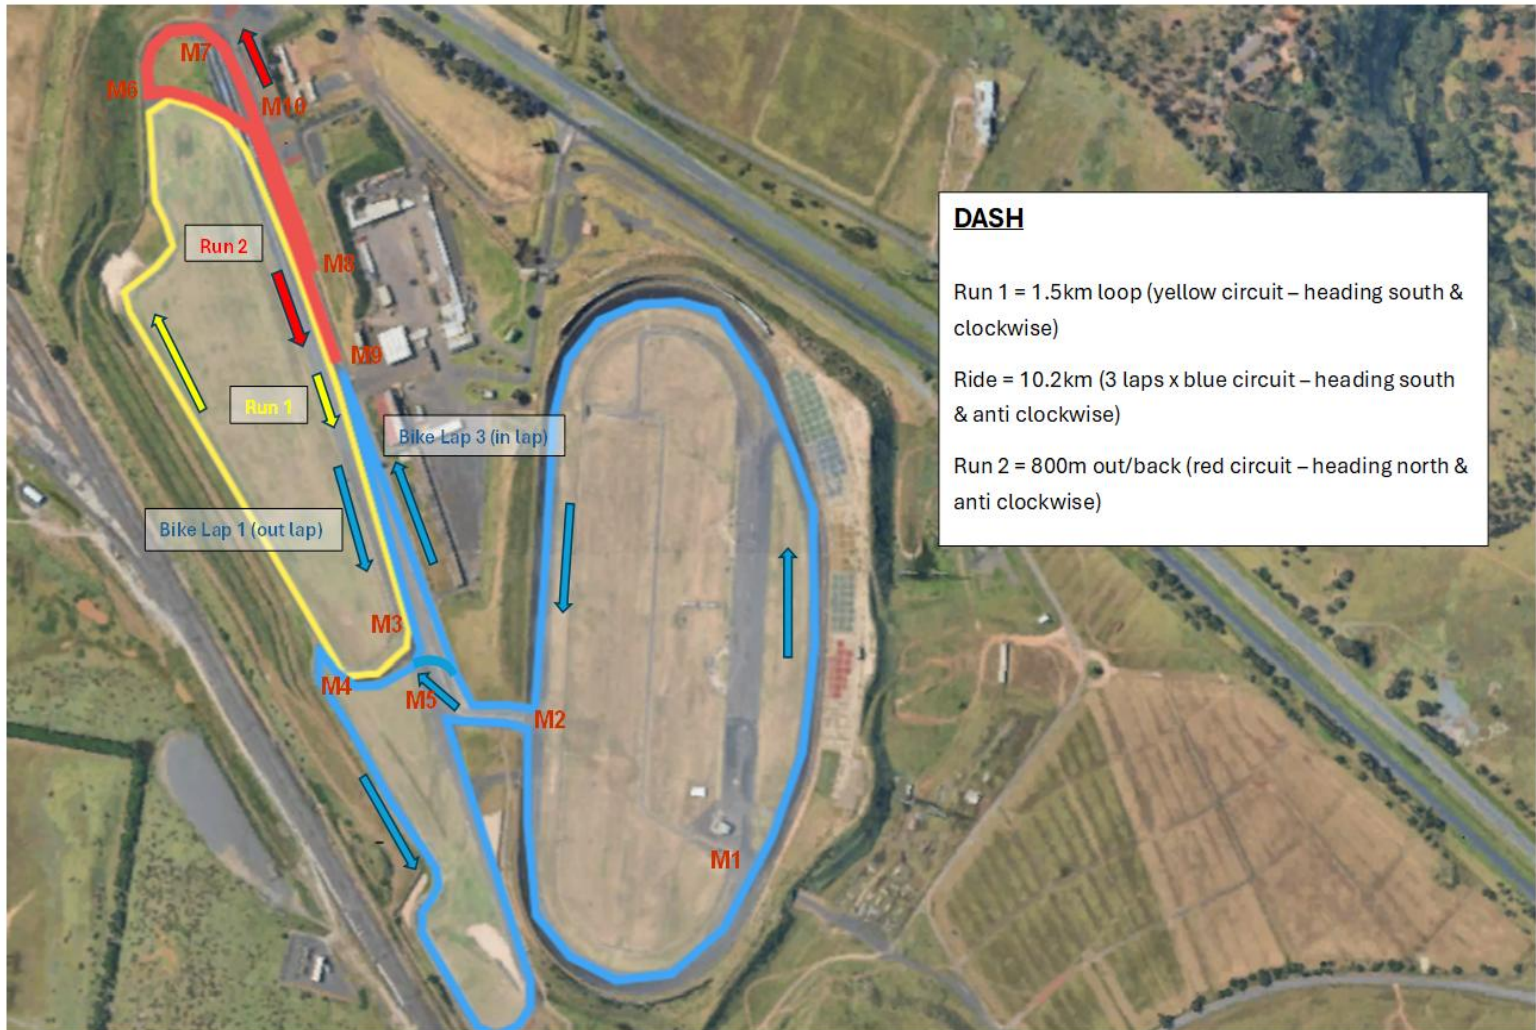 M7
M6
M10
Run 2
M8
M9
Run 1
Bike Lap 3 (in lap)
Bike Lap 1 (out lap)
M3
M4
M5
M2
M1
DASH
Run 1 = 1.5km loop (yellow circuit – heading south &
clockwise)
Ride = 10.2km (3 laps x blue circuit – heading south
& anti clockwise)
Run 2 = 800m out/back (red circuit – heading north &
anti clockwise)